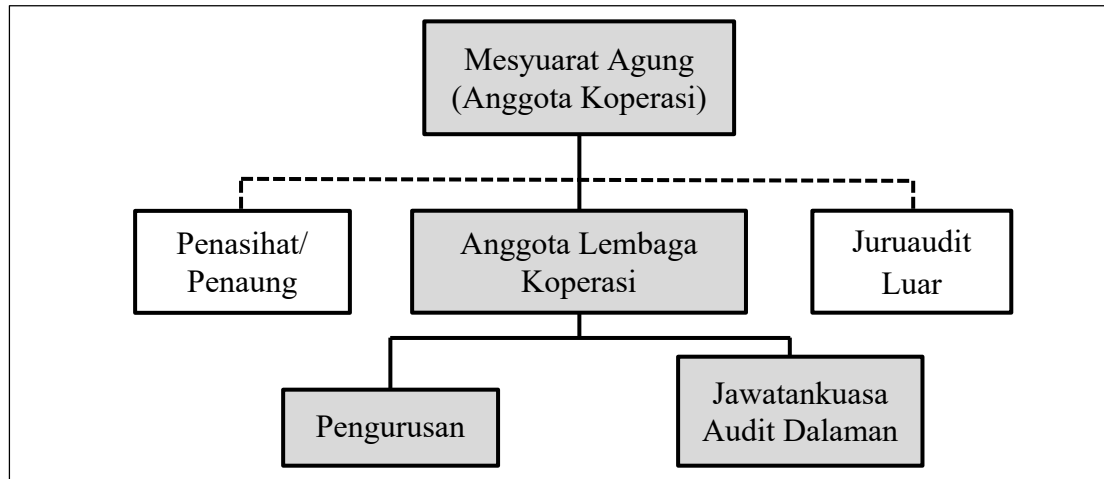 Mesyuarat Agung
(Anggota Koperasi)
Penasihat/
Penaung
Anggota Lembaga
Koperasi
Juruaudit
Luar
Pengurusan
Jawatankuasa
Audit Dalaman